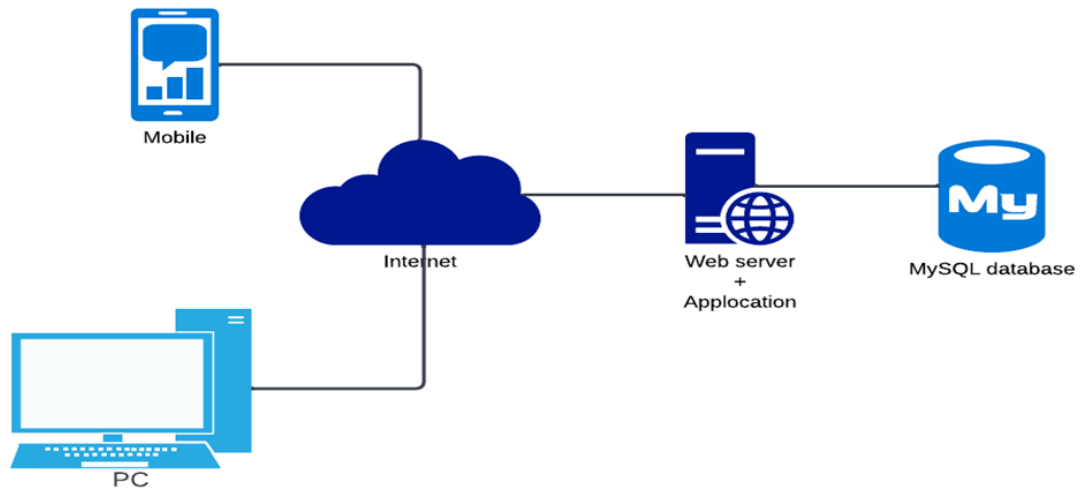 Mobile
Internet
Web server
+
Applocation
My
MySQL database
PC